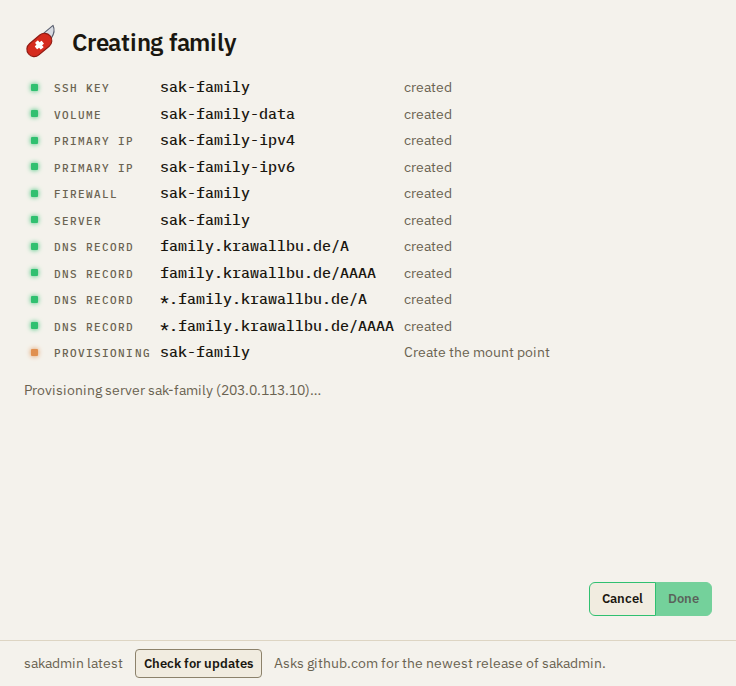 Creating family
SSH KEY sak-family created
VOLUME sak-family-data created
PRIMARY IP sak-family-ipv4 created
PRIMARY IP sak-family-ipv6 created
FIREWALL sak-family created
SERVER sak-family created
DNS RECORD family.krawallbu.de/A created
DNS RECORD family.krawallbu.de/AAAA created
DNS RECORD *.family.krawallbu.de/A created
DNS RECORD *.family.krawallbu.de/AAAA created
PROVISIONING sak-family Create the mount point
Provisioning server sak-family (203.0.113.10)...
Cancel Done
sakadmin latest Check for updates Asks github.com for the newest release of sakadmin.